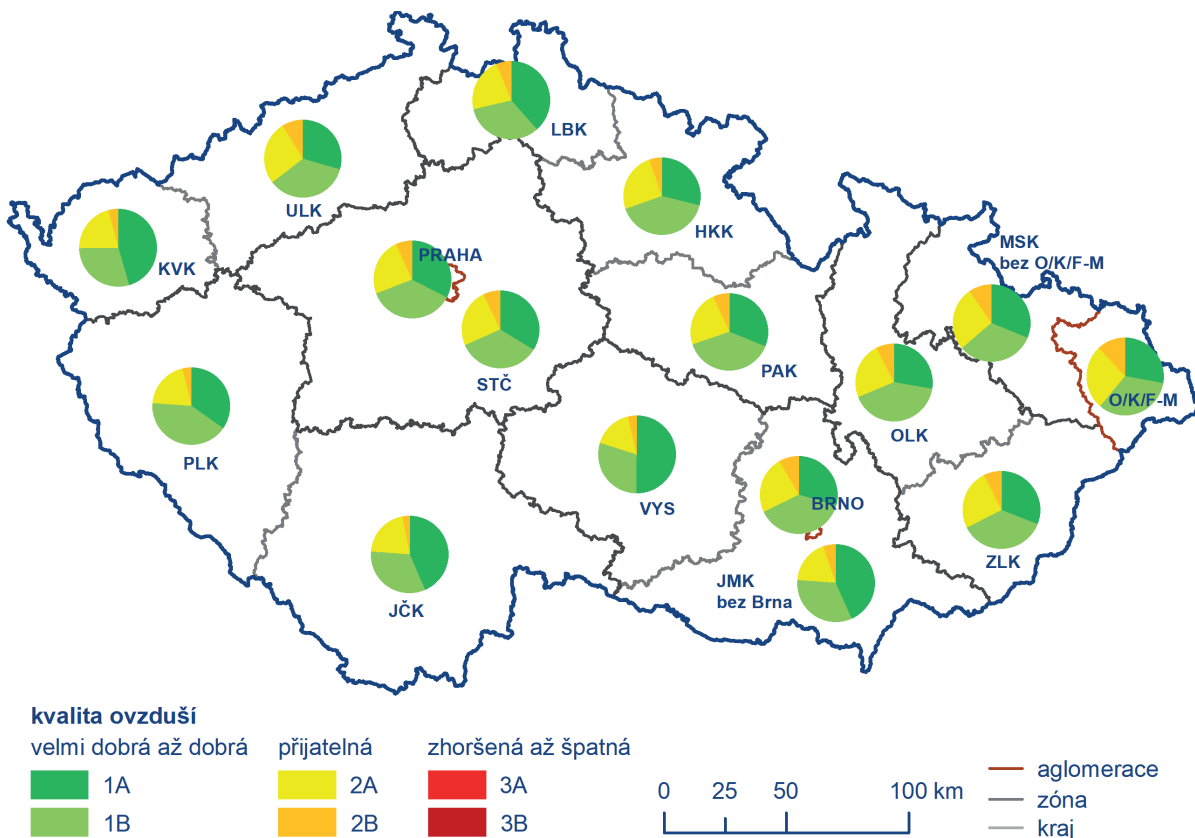 LBK
ULK
HKK
MSK
bez O/K/F-M
PRAHA
KVK
STČ
PAK
O/K/F-M
OLK
PLK
VYS
BRNO
ZLK
JMK
bez Brna
JČK
kvalita ovzduší
velmi dobrá až dobrá
přijatelná
zhoršená až špatná
1A
2A
3A
1B
2B
3B
0 25 50 100 km
aglomerace
zóna
kraj